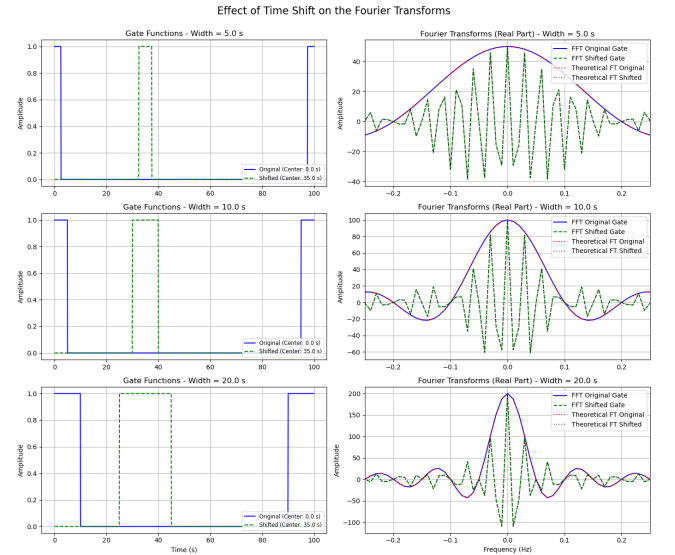 Effect of Time Shift on the Fourier Transforms
Gate Functions - Width = 5.0 s
Amplitude
1.0
0.8
0.6
0.4
0.2
0.0
0
20
40
60
80
100
Original (Center: 0.0 s)
Shifted (Center: 35.0 s)
Fourier Transforms (Real Part) - Width = 5.0 s
Amplitude
40
20
0
−20
−40
−0.2
−0.1
0.0
0.1
0.2
FFT Original Gate
FFT Shifted Gate
Theoretical FT Original
Theoretical FT Shifted
Gate Functions - Width = 10.0 s
Amplitude
1.0
0.8
0.6
0.4
0.2
0.0
0
20
40
60
80
100
Original (Center: 0.0 s)
Shifted (Center: 35.0 s)
Fourier Transforms (Real Part) - Width = 10.0 s
Amplitude
100
80
60
40
20
0
−20
−40
−60
−0.2
−0.1
0.0
0.1
0.2
FFT Original Gate
FFT Shifted Gate
Theoretical FT Original
Theoretical FT Shifted
Gate Functions - Width = 20.0 s
Amplitude
1.0
0.8
0.6
0.4
0.2
0.0
0
20
40
60
80
100
Time (s)
Original (Center: 0.0 s)
Shifted (Center: 35.0 s)
Fourier Transforms (Real Part) - Width = 20.0 s
Amplitude
200
150
100
50
0
−50
−100
−0.2
−0.1
0.0
0.1
0.2
Frequency (Hz)
FFT Original Gate
FFT Shifted Gate
Theoretical FT Original
Theoretical FT Shifted